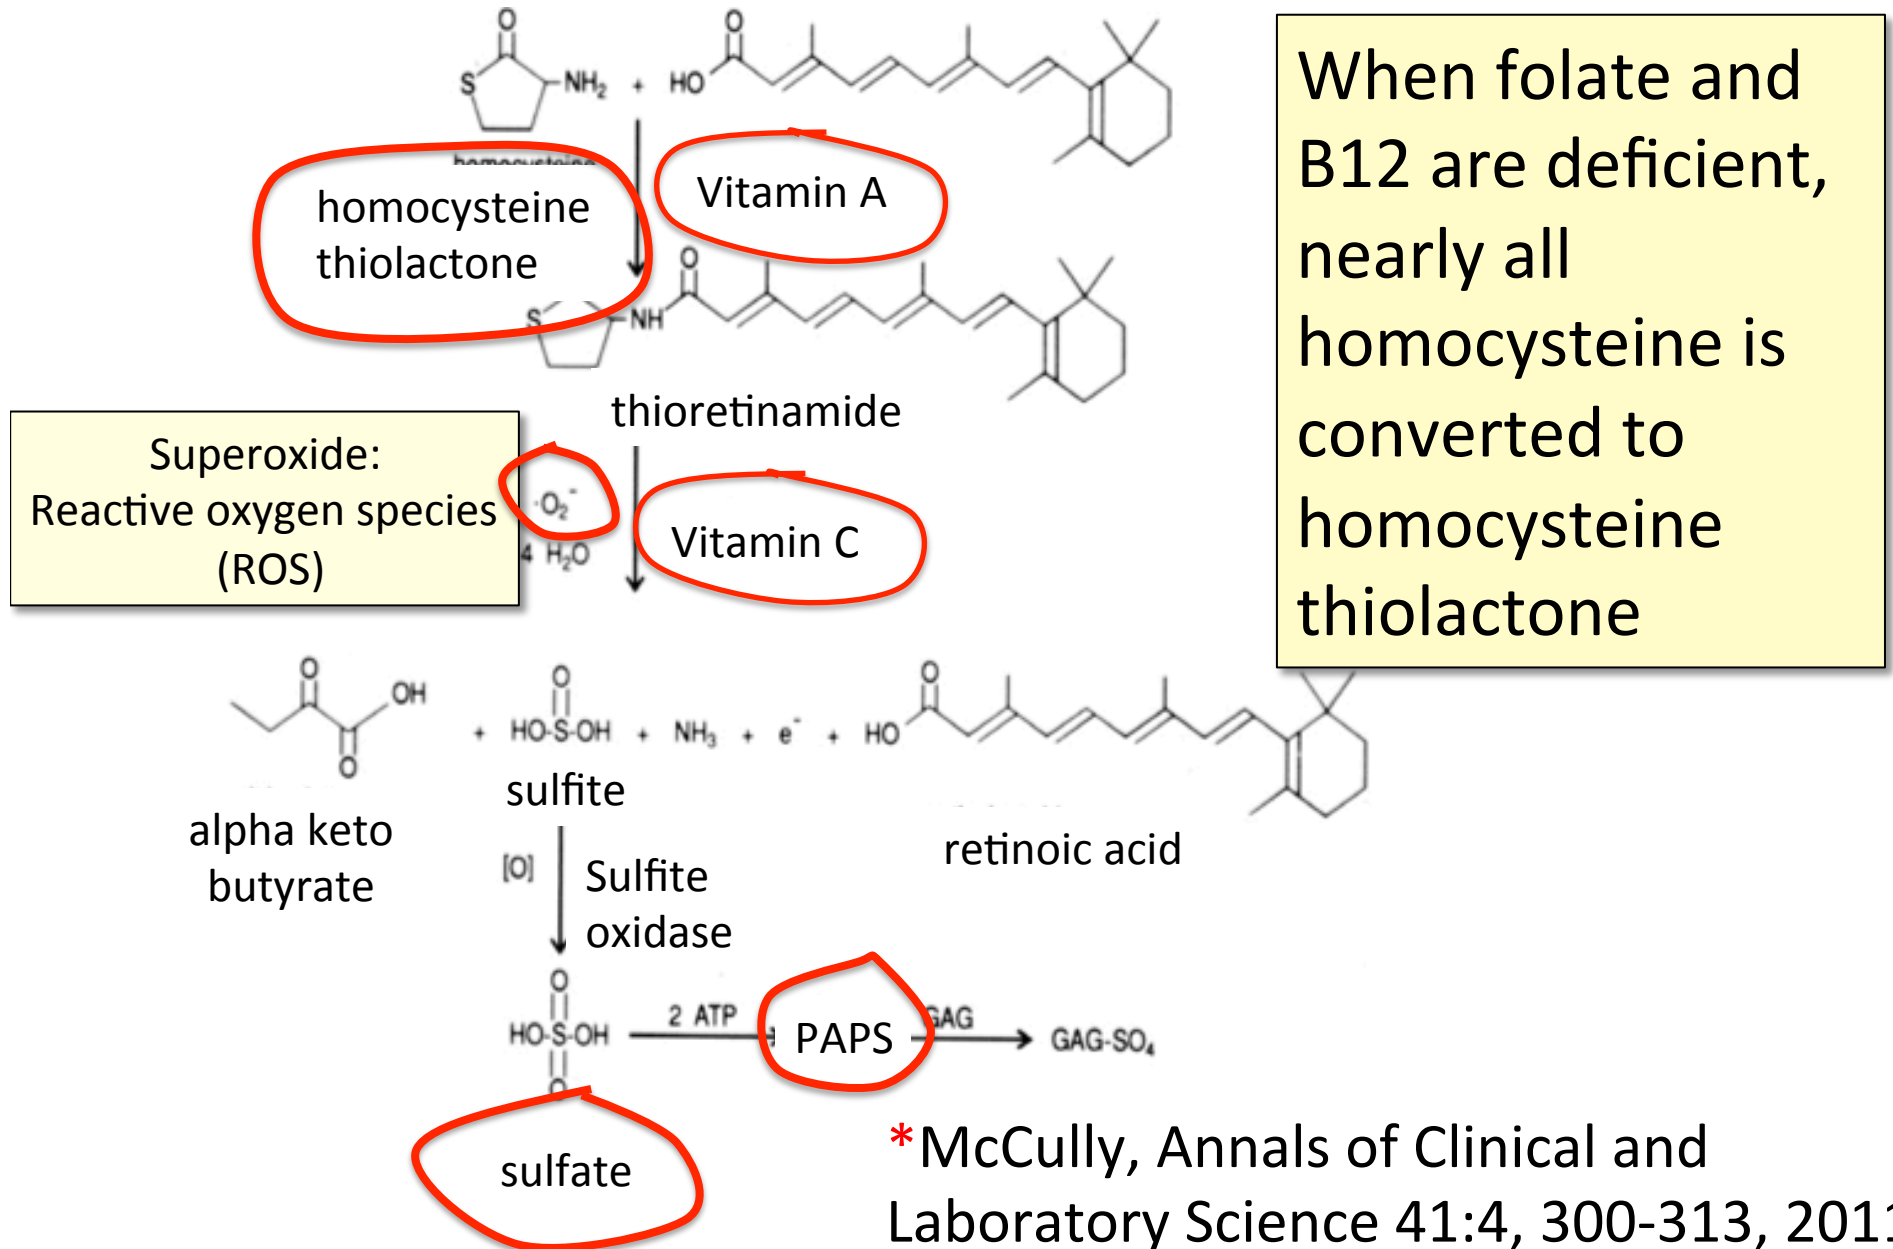 O
S
NH₂
+
HO
O
homocysteine
thiolactone
Vitamin A
When folate and
B12 are deficient,
nearly all
homocysteine is
converted to
homocysteine
thiolactone
O
S
NH
thioretinamide
Superoxide:
Reactive oxygen species
(ROS)
·O₂⁻
4 H₂O
Vitamin C
O
OH
O
alpha keto
butyrate
+
O
HO-S-OH
sulfite
+ NH₃ + e⁻ +
O
HO
retinoic acid
[O]
Sulfite
oxidase
O
HO-S-OH
O
sulfate
2 ATP
PAPS
GAG
GAG-SO₄
*McCully, Annals of Clinical and
Laboratory Science 41:4, 300-313, 2011